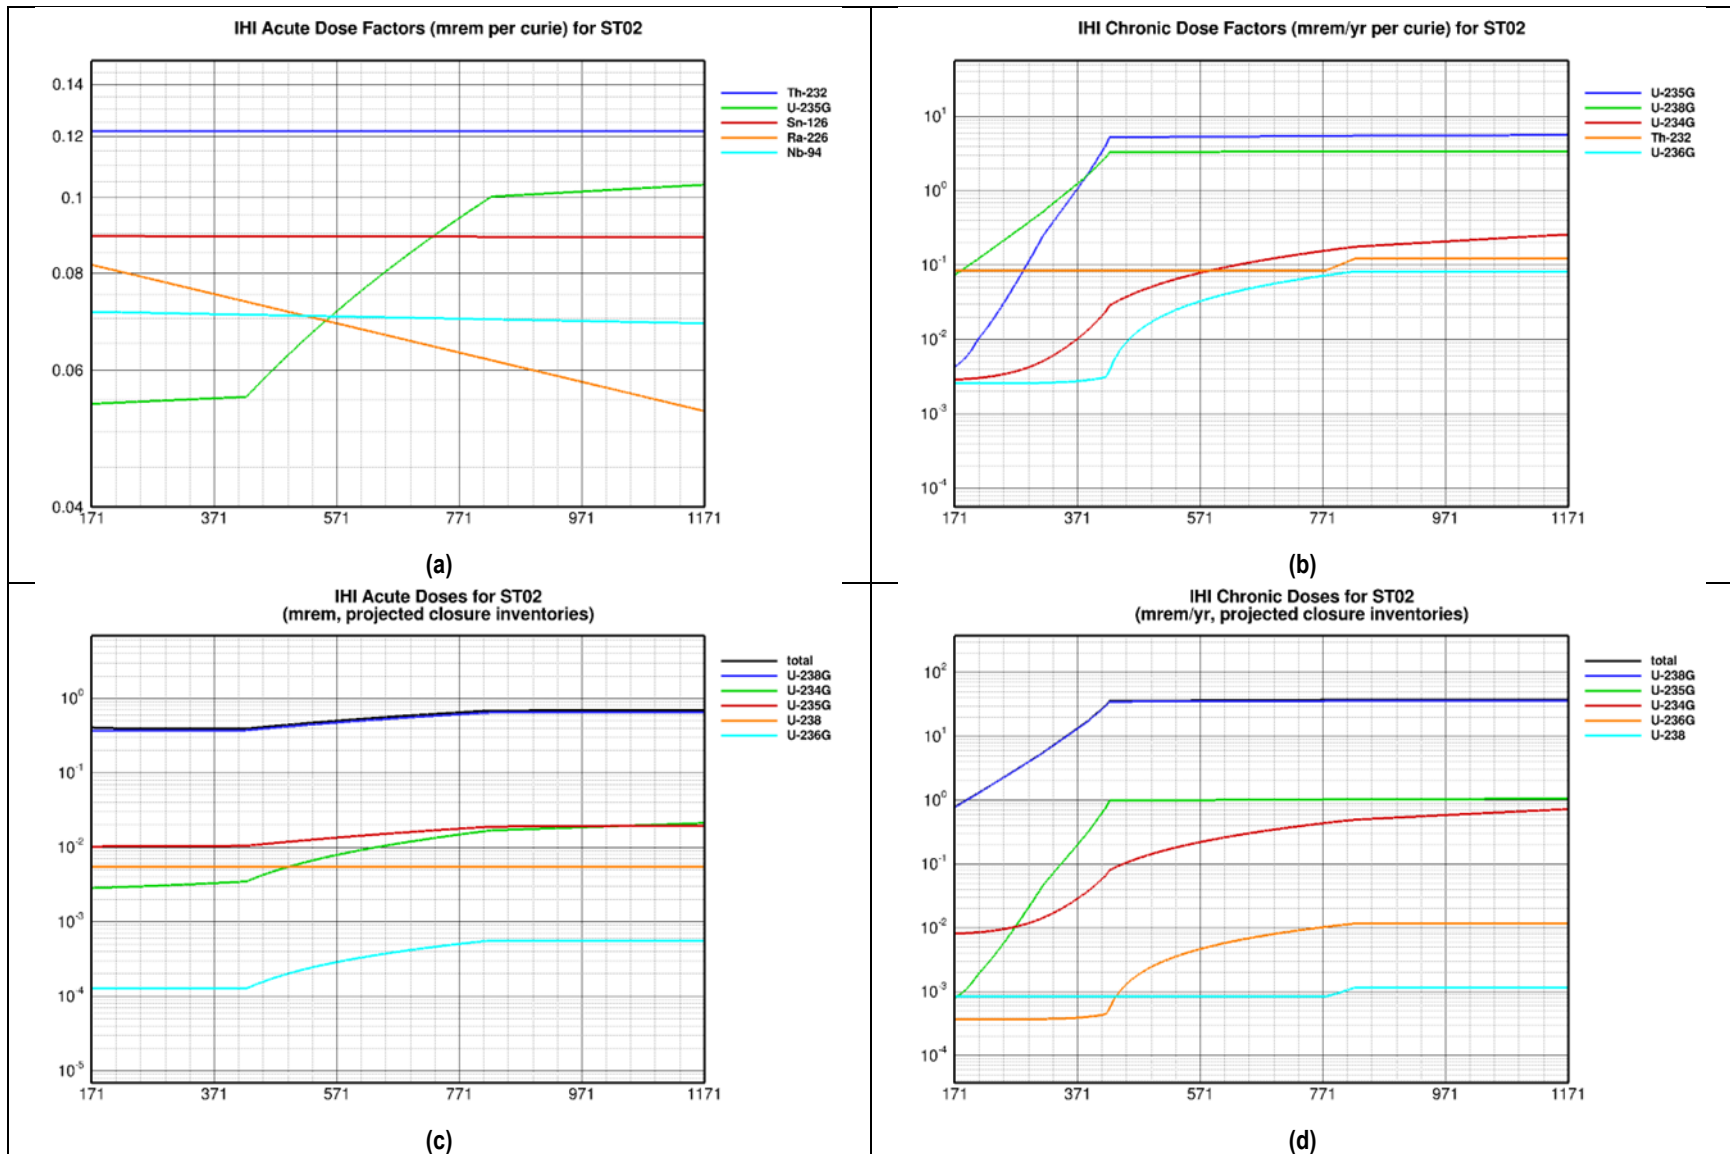 IHI Acute Dose Factors (mrem per curie) for ST02
0.14
0.12
0.1
0.08
0.06
0.04
171 371 571 771 971 1171
Th-232
U-235G
Sn-126
Ra-226
Nb-94
(a)
IHI Chronic Dose Factors (mrem/yr per curie) for ST02
10^1
10^0
10^-1
10^-2
10^-3
10^-4
171 371 571 771 971 1171
U-235G
U-238G
U-234G
Th-232
U-236G
(b)
IHI Acute Doses for ST02
(mrem, projected closure inventories)
10^0
10^-1
10^-2
10^-3
10^-4
10^-5
171 371 571 771 971 1171
total
U-238G
U-234G
U-235G
U-238
U-236G
(c)
IHI Chronic Doses for ST02
(mrem/yr, projected closure inventories)
10^2
10^1
10^0
10^-1
10^-2
10^-3
10^-4
171 371 571 771 971 1171
total
U-238G
U-235G
U-234G
U-236G
U-238
(d)